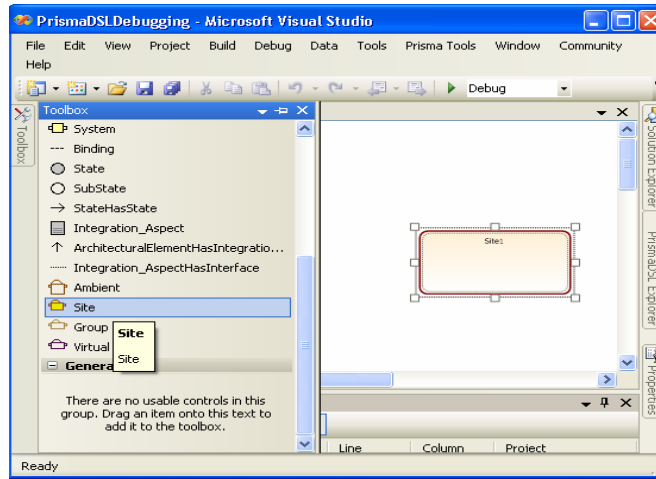 PrismaDSLDebugging - Microsoft Visual Studio
File Edit View Project Build Debug Data Tools Prisma Tools Window Community
Help
Debug
Toolbox
Toolbox
System
Binding
State
SubState
StateHasState
Integration_Aspect
ArchitecturalElementHasIntegratio...
Integration_AspectHasInterface
Ambient
Site
Group
Virtual
Site
Site
General
There are no usable controls in this
group. Drag an item onto this text to
add it to the toolbox.
Site1
Solution Explorer
PrismaDSL Explorer
Properties
Line Column Project
Ready